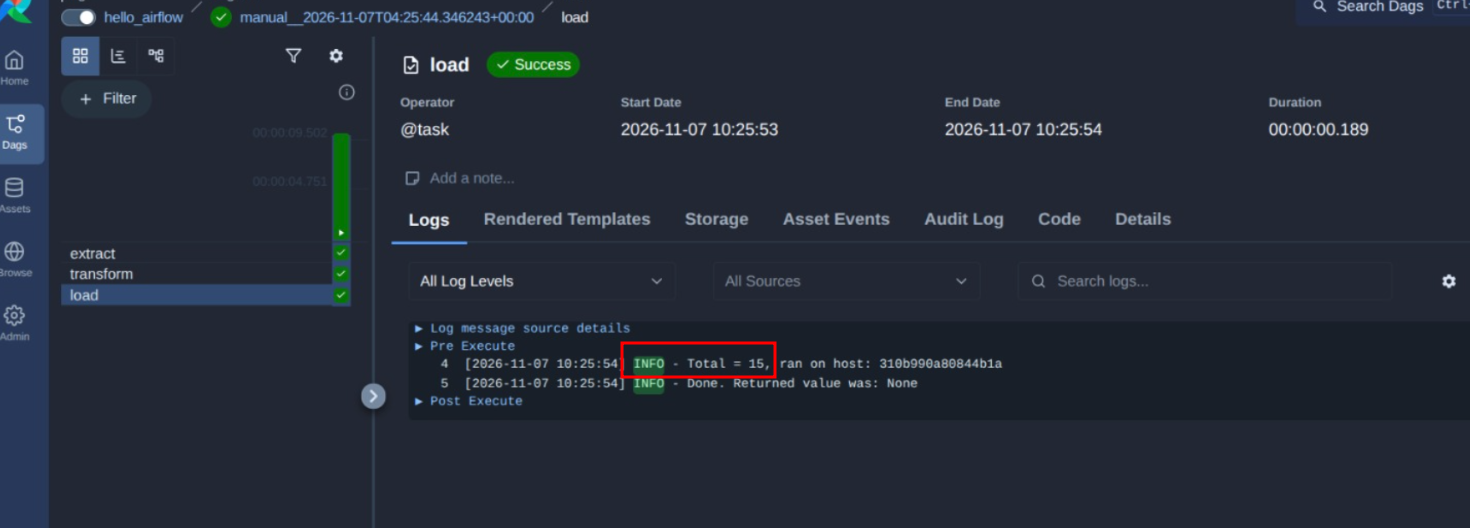 hello_airflow / manual__2026-11-07T04:25:44.346243+00:00 / load
Search Dags Ctrl+
Home
Dags
Assets
Browse
Admin
+ Filter
00:00:09.502
00:00:04.751
extract
transform
load
load Success
Operator Start Date End Date Duration
@task 2026-11-07 10:25:53 2026-11-07 10:25:54 00:00:00.189
Add a note...
Logs Rendered Templates Storage Asset Events Audit Log Code Details
All Log Levels All Sources Search logs...
▶ Log message source details
▶ Pre Execute
4 [2026-11-07 10:25:54] INFO - Total = 15, ran on host: 310b990a80844b1a
5 [2026-11-07 10:25:54] INFO - Done. Returned value was: None
▶ Post Execute